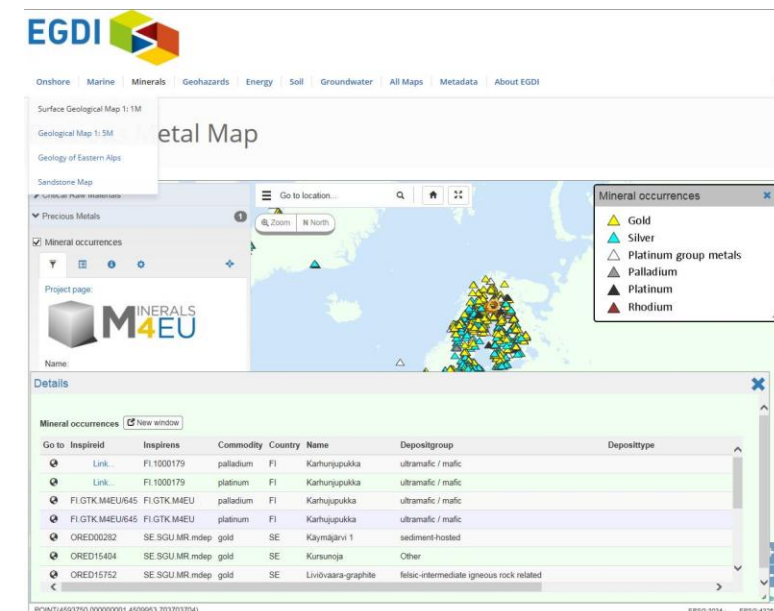 EGDI
Onshore Marine Minerals Geohazards Energy Soil Groundwater All Maps Metadata About EGDI
Surface Geological Map 1: 1M
Geological Map 1: 5M
etal Map
Geology of Eastern Alps
Sandstone Map
Critical Raw Materials
Precious Metals 1
Go to location...
Zoom N North
Mineral occurrences
Project page:
MINERALS
M4EU
Name:
Mineral occurrences
Gold
Silver
Platinum group metals
Palladium
Platinum
Rhodium
Details
Mineral occurrences New window
Go to Inspireid Inspirens Commodity Country Name Depositgroup Deposittype
Link... FI.1000179 palladium FI Karhunjupukka ultramafic / mafic
Link... FI.1000179 platinum FI Karhunjupukka ultramafic / mafic
FI.GTK.M4EU/645 FI.GTK.M4EU palladium FI Karhujupukka ultramafic / mafic
FI.GTK.M4EU/645 FI.GTK.M4EU platinum FI Karhujupukka ultramafic / mafic
ORED00282 SE.SGU.MR.mdep gold SE Käymäjärvi 1 sediment-hosted
ORED15404 SE.SGU.MR.mdep gold SE Kursunoja Other
ORED15752 SE.SGU.MR.mdep gold SE Liviövaara-graphite felsic-intermediate igneous rock related